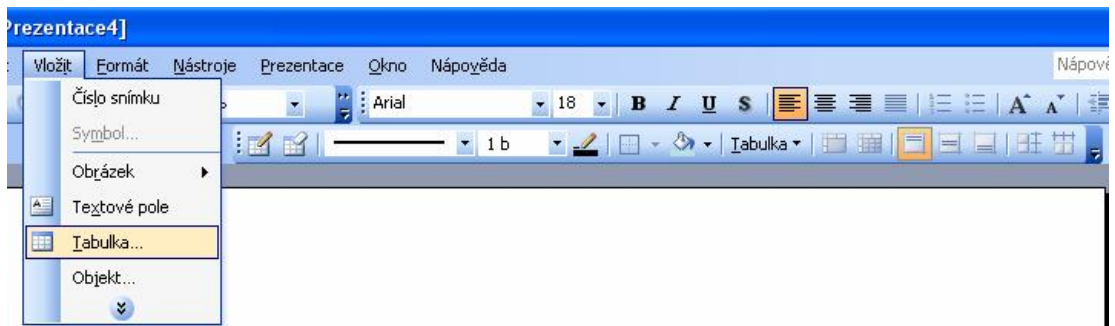 Prezentace4]
Vložit Formát Nástroje Prezentace Okno Nápověda
Arial 18 B I U S A A
1 b Tabulka
Číslo snímku
Symbol...
Obrázek
Textové pole
Tabulka...
Objekt...